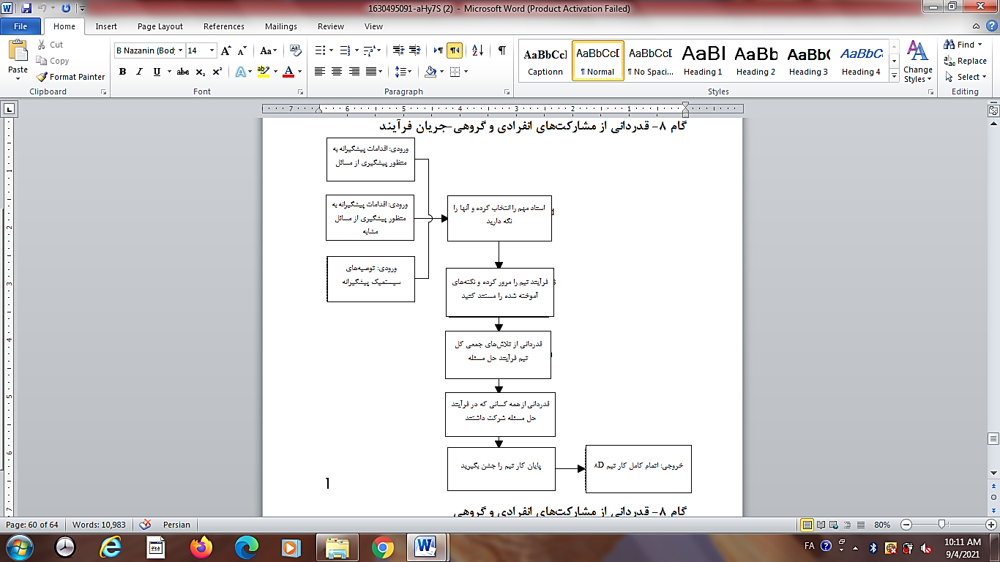 1630495091-aHy7S (2) - Microsoft Word (Product Activation Failed)
File Home Insert Page Layout References Mailings Review View
Paste
Cut
Copy
Format Painter
Clipboard
B Nazanin (Body 14
Font
Paragraph
AaBbCcI AaBbCcD AaBbCcD AaBI AaBb AaBbC AaBbC
Captionn ¶ Normal ¶ No Spaci... Heading 1 Heading 2 Heading 3 Heading 4
Change Styles
Styles
Find
Replace
Select
Editing
7 6 5 4 3 2 1
گام ۸- قدردانی از مشارکت‌های انفرادی و گروهی-جریان فرآیند
ورودی: اقدامات پیشگیرانه به
منظور پیشگیری از مسائل
ورودی: اقدامات پیشگیرانه به
منظور پیشگیری از مسائل
مشابه
ورودی: توصیه‌های
سیستمیک پیشگیرانه
اسناد مهم را انتخاب کرده و آنها را
نگه دارید
فرآیند تیم را مرور کرده و نکته‌های
آموخته شده را مستند کنید
قدردانی از تلاش‌های جمعی کل
تیم فرآیند حل مسئله
قدردانی از همه کسانی که در فرآیند
حل مسئله شرکت داشتند
پایان کار تیم را جشن بگیرید
خروجی: اتمام کامل کار تیم ۸D
گام ۸- قدردانی از مشارکت‌های انفرادی و گروهی
Page: 60 of 64 Words: 10,983 Persian 80%
FA 10:11 AM
9/4/2021